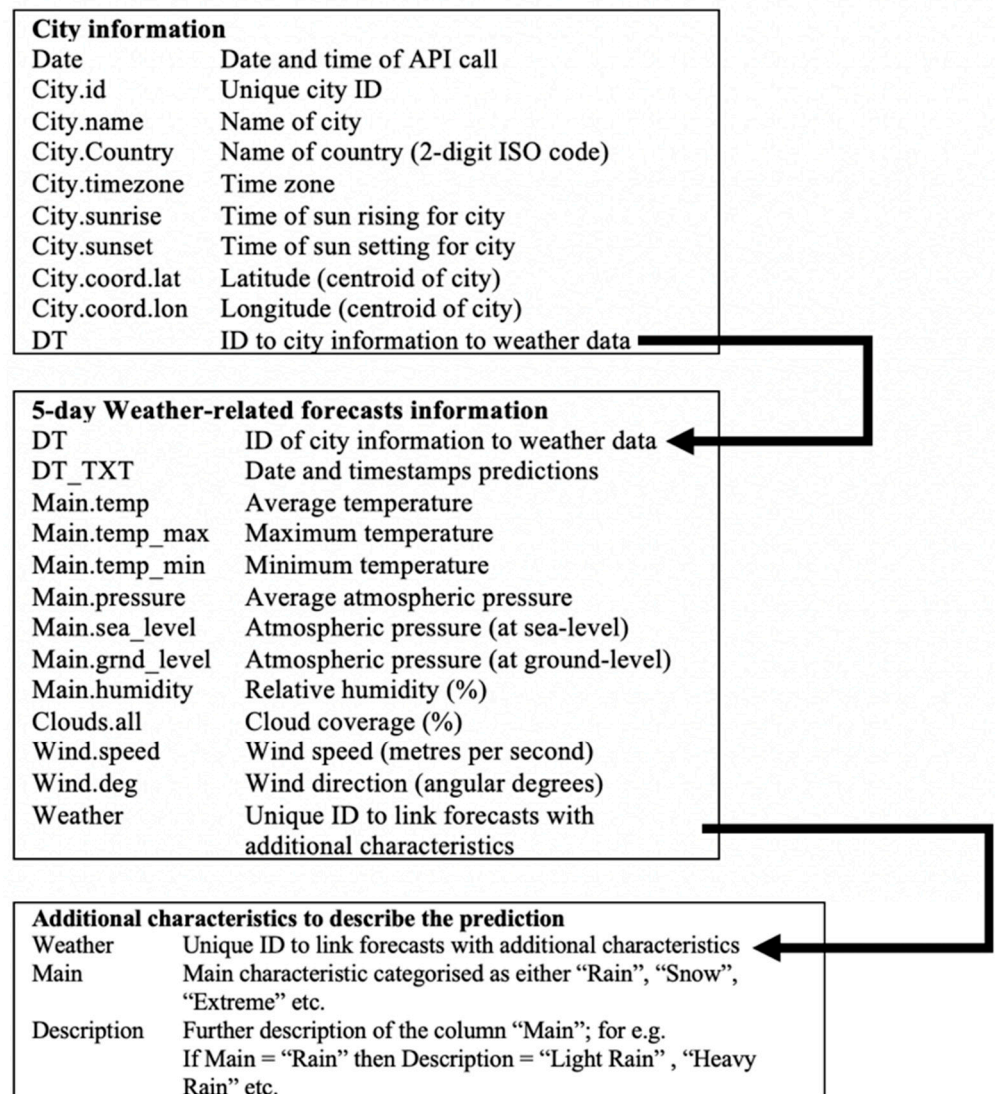 City information
Date Date and time of API call
City.id Unique city ID
City.name Name of city
City.Country Name of country (2-digit ISO code)
City.timezone Time zone
City.sunrise Time of sun rising for city
City.sunset Time of sun setting for city
City.coord.lat Latitude (centroid of city)
City.coord.lon Longitude (centroid of city)
DT ID to city information to weather data
5-day Weather-related forecasts information
DT ID of city information to weather data
DT_TXT Date and timestamps predictions
Main.temp Average temperature
Main.temp_max Maximum temperature
Main.temp_min Minimum temperature
Main.pressure Average atmospheric pressure
Main.sea_level Atmospheric pressure (at sea-level)
Main.grnd_level Atmospheric pressure (at ground-level)
Main.humidity Relative humidity (%)
Clouds.all Cloud coverage (%)
Wind.speed Wind speed (metres per second)
Wind.deg Wind direction (angular degrees)
Weather Unique ID to link forecasts with
additional characteristics
Additional characteristics to describe the prediction
Weather Unique ID to link forecasts with additional characteristics
Main Main characteristic categorised as either “Rain”, “Snow”,
“Extreme” etc.
Description Further description of the column “Main”; for e.g.
If Main = “Rain” then Description = “Light Rain” , “Heavy
Rain” etc.